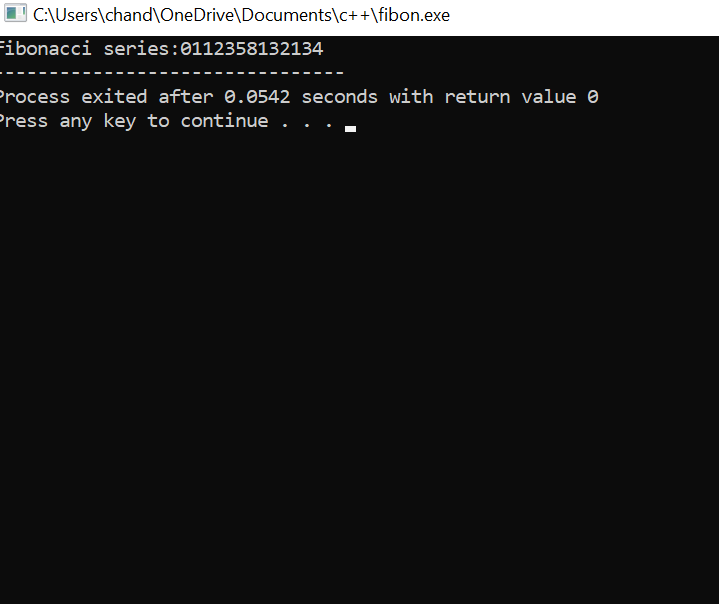 C:\Users\chand\OneDrive\Documents\c++\fibon.exe
fibonacci series:0112358132134
--------------------------------
Process exited after 0.0542 seconds with return value 0
Press any key to continue . . .